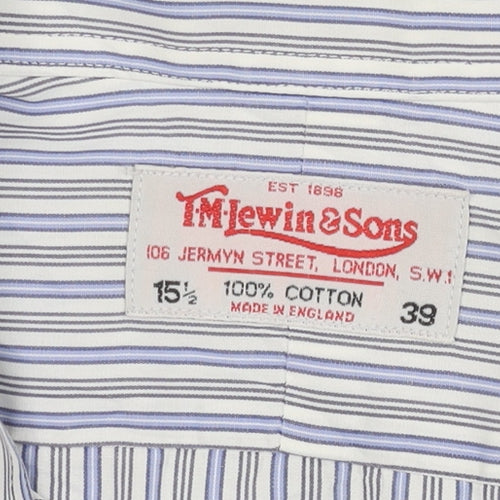 EST 1898
T·M·Lewin & Sons
106 JERMYN STREET, LONDON, S.W.1
15½ 100% COTTON 39
MADE IN ENGLAND